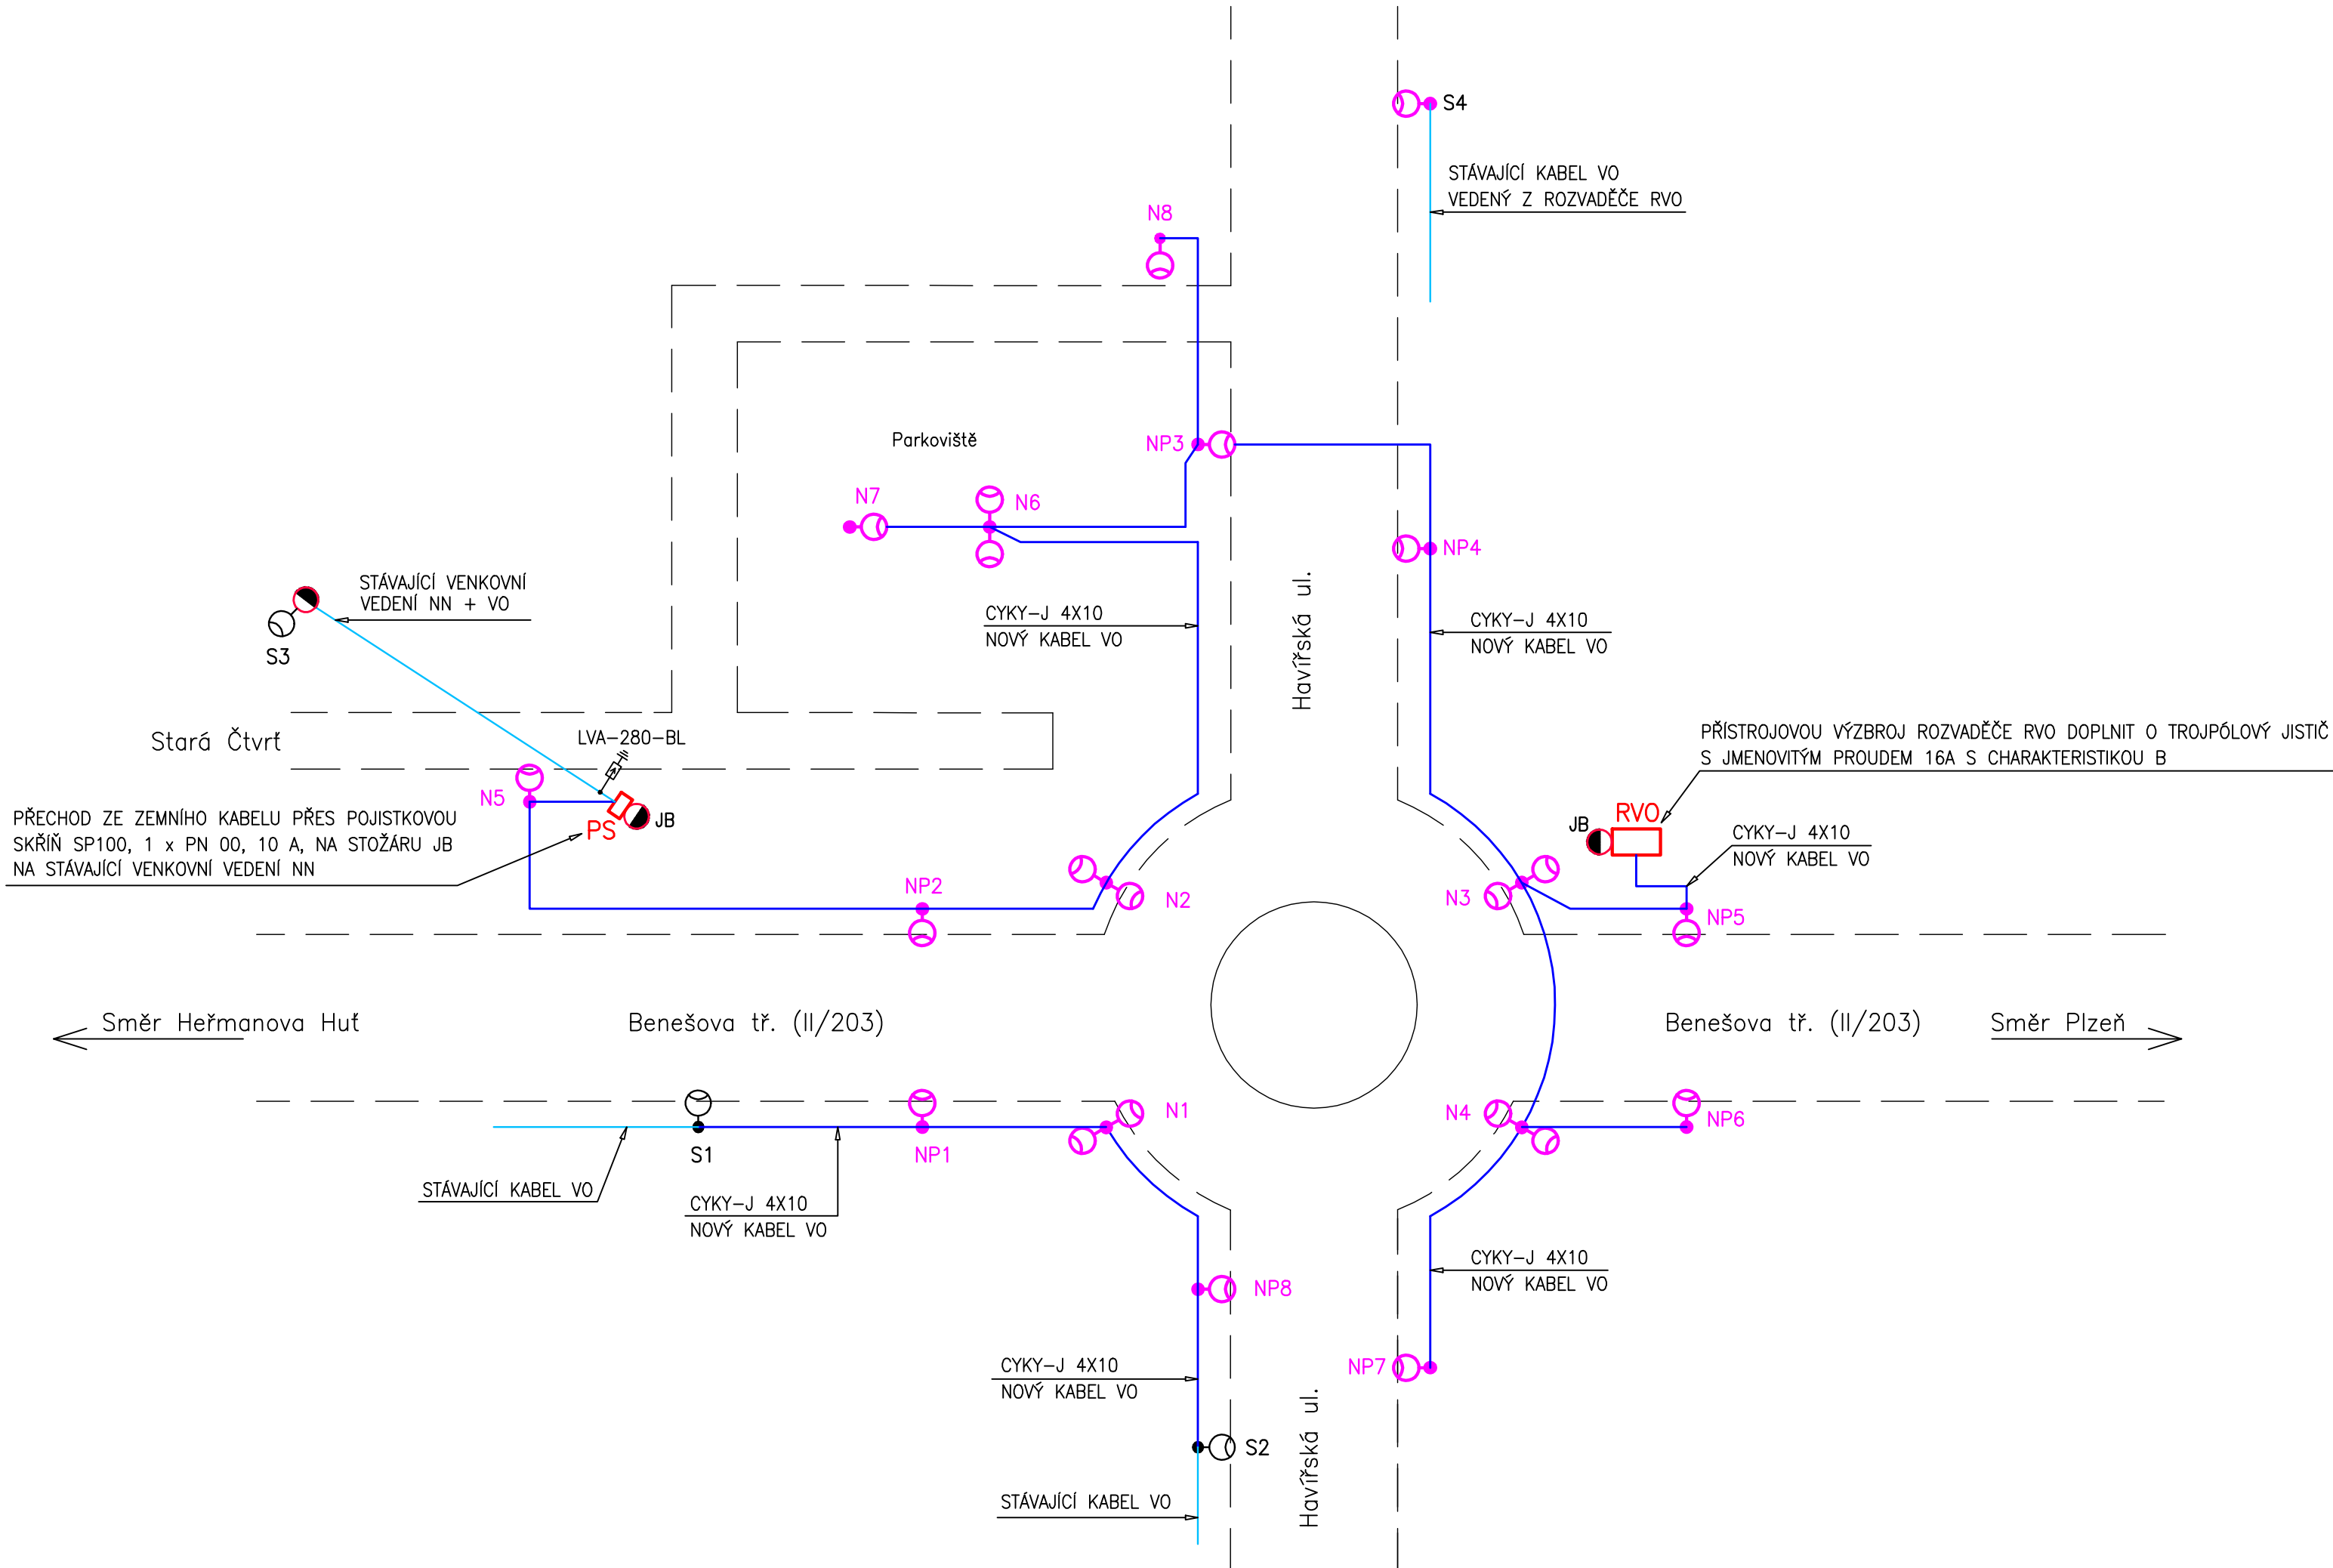 S4
STÁVAJÍCÍ KABEL VO
VEDENÝ Z ROZVADĚČE RVO
N8
Parkoviště
NP3
N7
N6
NP4
STÁVAJÍCÍ VENKOVNÍ
VEDENÍ NN + VO
S3
CYKY-J 4X10
NOVÝ KABEL VO
Havířská ul.
CYKY-J 4X10
NOVÝ KABEL VO
Stará Čtvrť
LVA-280-BL
N5
PS
JB
PŘECHOD ZE ZEMNÍHO KABELU PŘES POJISTKOVOU
SKŘÍŇ SP100, 1 x PN 00, 10 A, NA STOŽÁRU JB
NA STÁVAJÍCÍ VENKOVNÍ VEDENÍ NN
PŘÍSTROJOVOU VÝZBROJ ROZVADĚČE RVO DOPLNIT O TROJPÓLOVÝ JISTIČ
S JMENOVITÝM PROUDEM 16A S CHARAKTERISTIKOU B
JB
RVO
CYKY-J 4X10
NOVÝ KABEL VO
NP2
N2
N3
NP5
Směr Heřmanova Huť
Benešova tř. (II/203)
Benešova tř. (II/203)
Směr Plzeň
N1
N4
NP6
S1
NP1
STÁVAJÍCÍ KABEL VO
CYKY-J 4X10
NOVÝ KABEL VO
NP8
CYKY-J 4X10
NOVÝ KABEL VO
NP7
CYKY-J 4X10
NOVÝ KABEL VO
Havířská ul.
S2
STÁVAJÍCÍ KABEL VO